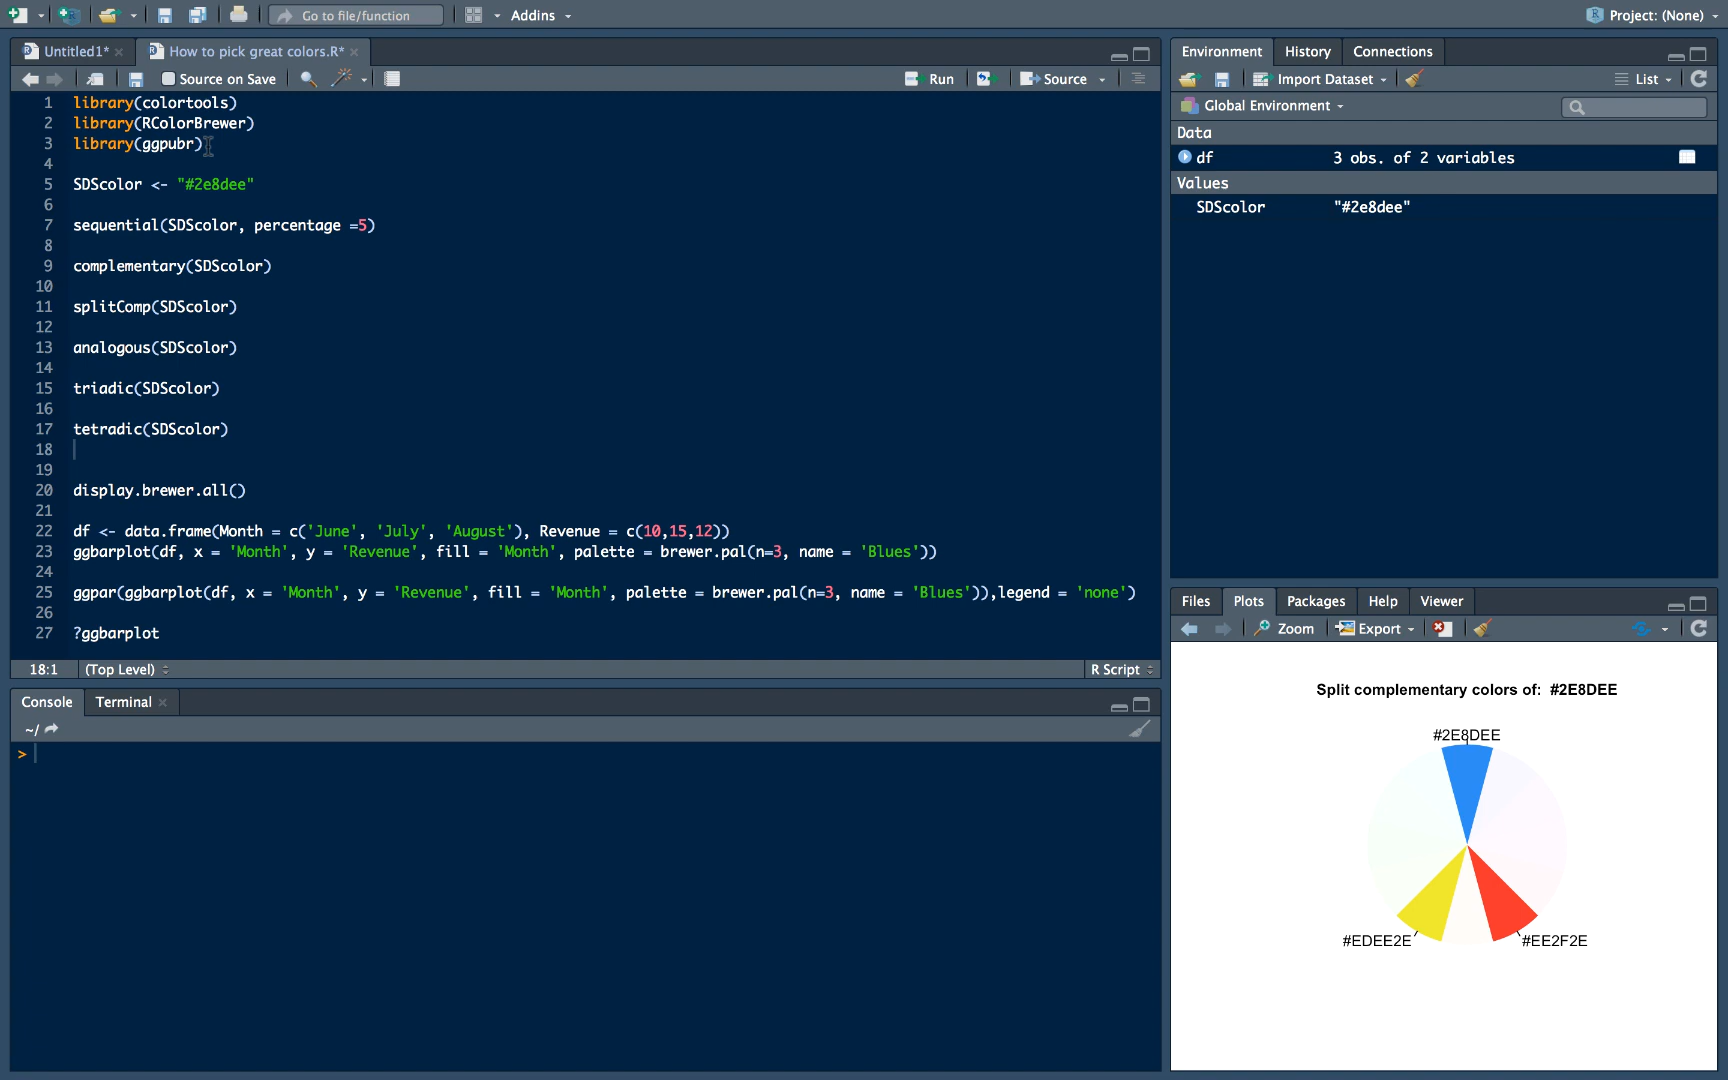 Go to file/function
Addins
Project: (None)
Untitled1*
How to pick great colors.R*
Source on Save
Run
Source
1 library(colortools)
2 library(RColorBrewer)
3 library(ggpubr)
4
5 SDScolor <- "#2e8dee"
6
7 sequential(SDScolor, percentage =5)
8
9 complementary(SDScolor)
10
11 splitComp(SDScolor)
12
13 analogous(SDScolor)
14
15 triadic(SDScolor)
16
17 tetradic(SDScolor)
18
19
20 display.brewer.all()
21
22 df <- data.frame(Month = c('June', 'July', 'August'), Revenue = c(10,15,12))
23 ggbarplot(df, x = 'Month', y = 'Revenue', fill = 'Month', palette = brewer.pal(n=3, name = 'Blues'))
24
25 ggpar(ggbarplot(df, x = 'Month', y = 'Revenue', fill = 'Month', palette = brewer.pal(n=3, name = 'Blues')),legend = 'none')
26
27 ?ggbarplot
18:1 (Top Level) R Script
Console Terminal
~/
>
Environment History Connections
Import Dataset List
Global Environment
Data
df 3 obs. of 2 variables
Values
SDScolor "#2e8dee"
Files Plots Packages Help Viewer
Zoom Export
Split complementary colors of: #2E8DEE
#2E8DEE
#EDEE2E #EE2F2E